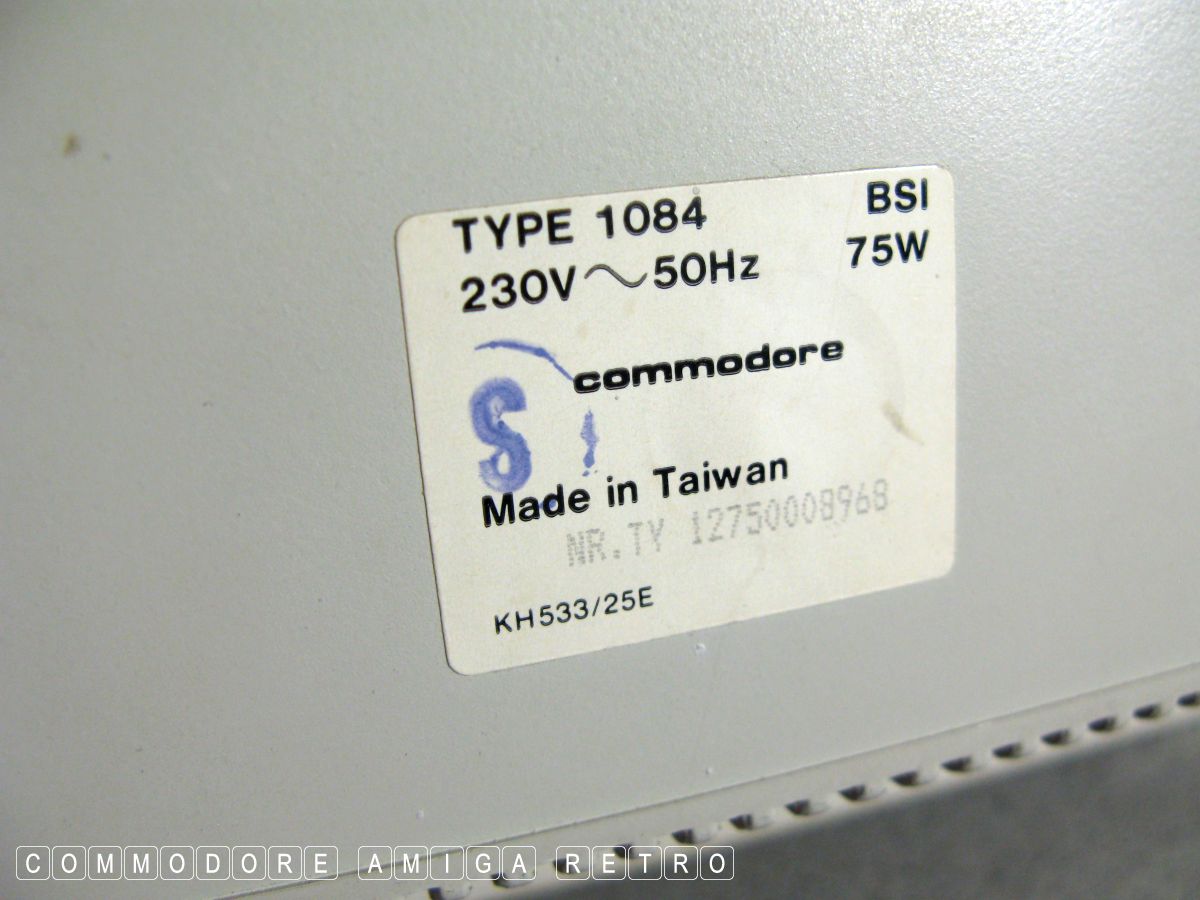 TYPE 1084 BSI
230V~50Hz 75W
commodore
S
Made in Taiwan
NR.TY 12750008968
KH533/25E
COMMODORE AMIGA RETRO